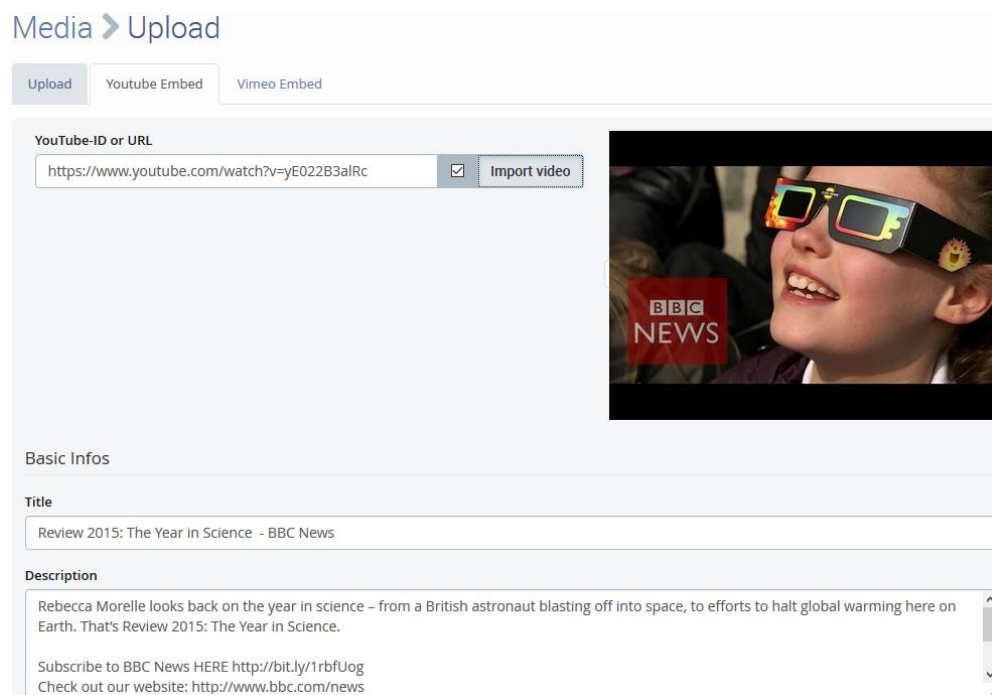 Media > Upload
Upload
Youtube Embed
Vimeo Embed
YouTube-ID or URL
https://www.youtube.com/watch?v=yE022B3alRc
Import video
BBC
NEWS
Basic Infos
Title
Review 2015: The Year in Science  - BBC News
Description
Rebecca Morelle looks back on the year in science – from a British astronaut blasting off into space, to efforts to halt global warming here on
Earth. That's Review 2015: The Year in Science.
Subscribe to BBC News HERE http://bit.ly/1rbfUog
Check out our website: http://www.bbc.com/news